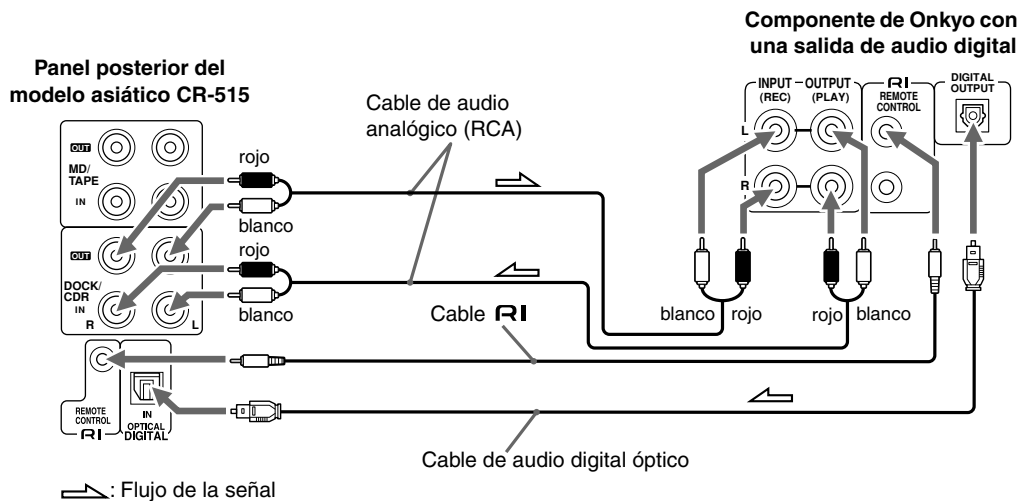 Componente de Onkyo con
una salida de audio digital
Panel posterior del
modelo asiático CR-515
Cable de audio
analógico (RCA)
INPUT
(REC)
OUTPUT
(PLAY)
RI
REMOTE
CONTROL
DIGITAL
OUTPUT
L
R
OUT
MD/
TAPE
IN
rojo
blanco
OUT
DOCK/
CDR
IN
R
L
rojo
blanco
blanco rojo
rojo blanco
Cable RI
REMOTE
CONTROL
RI
IN
OPTICAL
DIGITAL
Cable de audio digital óptico
: Flujo de la señal